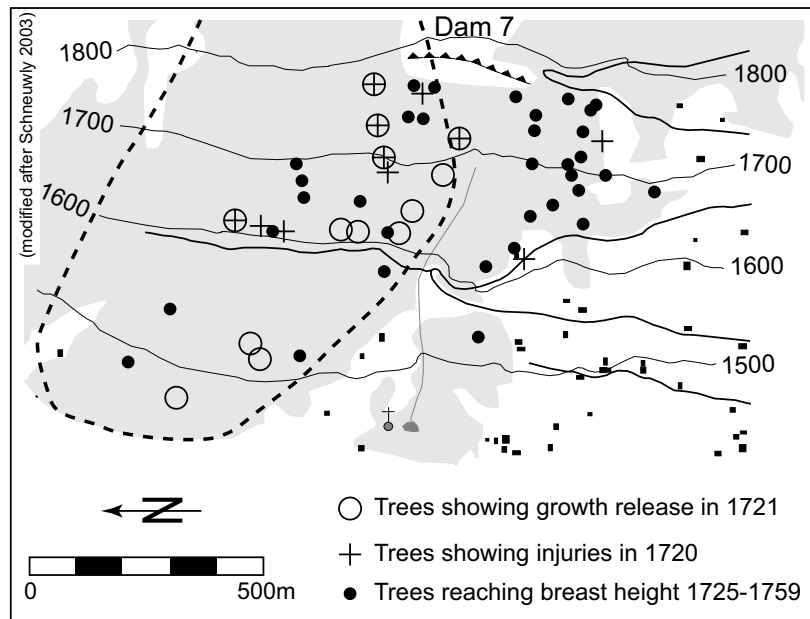 (modified after Schneuwly 2003)
Dam 7
1800
1800
1700
1700
1600
1600
1500
N
0 500m
Trees showing growth release in 1721
Trees showing injuries in 1720
Trees reaching breast height 1725-1759